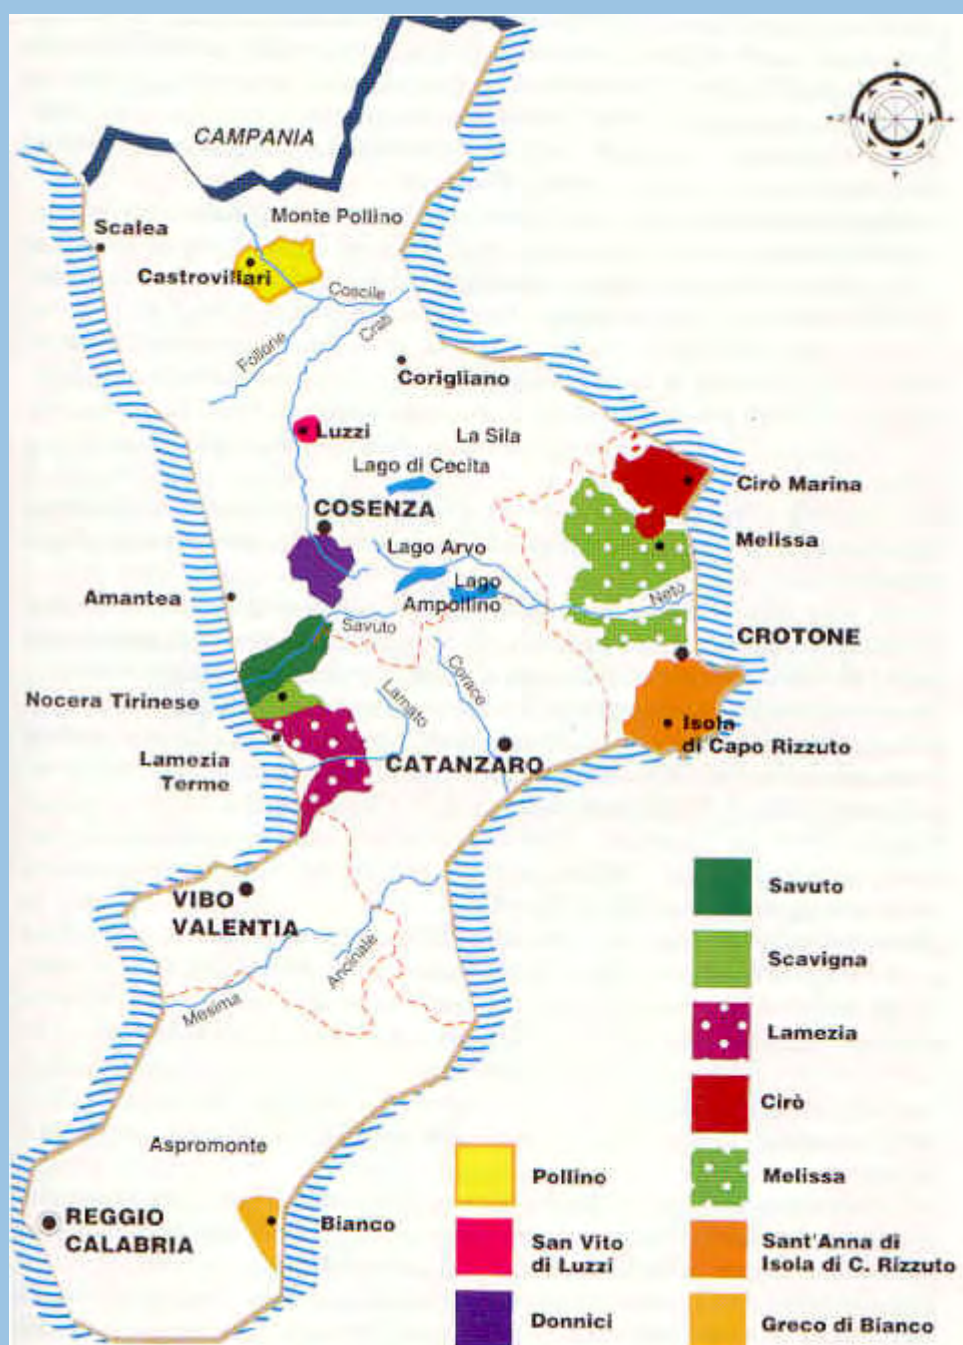 CAMPANIA
Monte Pollino
Scalea
Castrovillari
Coscile
Follone
Crati
Corigliano
Luzzi
La Sila
Lago di Cecita
Cirò Marina
COSENZA
Melissa
Lago Arvo
Lago
Ampollino
Neto
Amantea
Savuto
CROTONE
Corace
Lamato
Nocera Tirinese
Isola
di Capo Rizzuto
Lamezia
Terme
CATANZARO
VIBO
VALENTIA
Ancinale
Mesima
Aspromonte
REGGIO
CALABRIA
Bianco
Savuto
Scavigna
Lamezia
Cirò
Pollino
Melissa
San Vito
di Luzzi
Sant'Anna di
Isola di C. Rizzuto
Donnici
Greco di Bianco